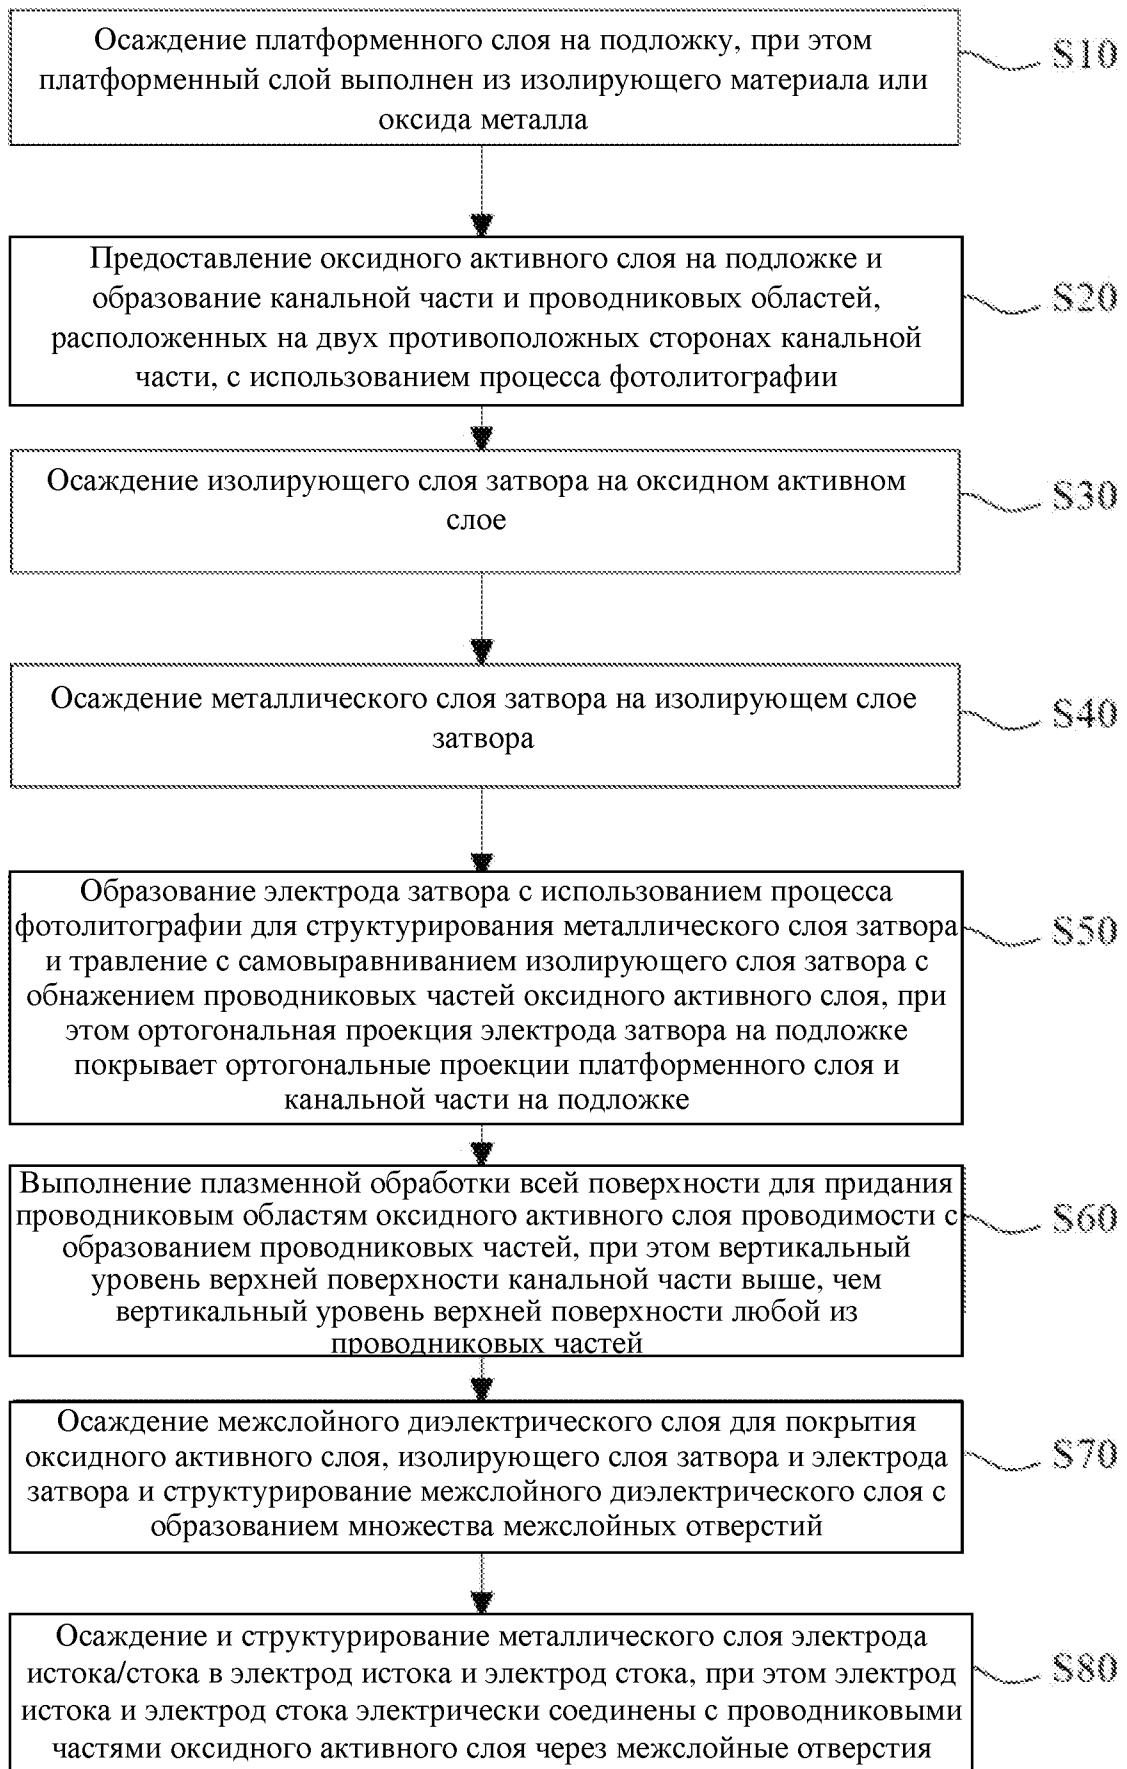 Осаждение платформенного слоя на подложку, при этом
платформенный слой выполнен из изолирующего материала или
оксида металла
S10
Предоставление оксидного активного слоя на подложке и
образование канальной части и проводниковых областей,
расположенных на двух противоположных сторонах канальной
части, с использованием процесса фотолитографии
S20
Осаждение изолирующего слоя затвора на оксидном активном
слое
S30
Осаждение металлического слоя затвора на изолирующем слое
затвора
S40
Образование электрода затвора с использованием процесса
фотолитографии для структурирования металлического слоя затвора
и травление с самовыравниванием изолирующего слоя затвора с
обнажением проводниковых частей оксидного активного слоя, при
этом ортогональная проекция электрода затвора на подложке
покрывает ортогональные проекции платформенного слоя и
канальной части на подложке
S50
Выполнение плазменной обработки всей поверхности для придания
проводниковым областям оксидного активного слоя проводимости с
образованием проводниковых частей, при этом вертикальный
уровень верхней поверхности канальной части выше, чем
вертикальный уровень верхней поверхности любой из
проводниковых частей
S60
Осаждение межслойного диэлектрического слоя для покрытия
оксидного активного слоя, изолирующего слоя затвора и электрода
затвора и структурирование межслойного диэлектрического слоя с
образованием множества межслойных отверстий
S70
Осаждение и структурирование металлического слоя электрода
истока/стока в электрод истока и электрод стока, при этом электрод
истока и электрод стока электрически соединены с проводниковыми
частями оксидного активного слоя через межслойные отверстия
S80